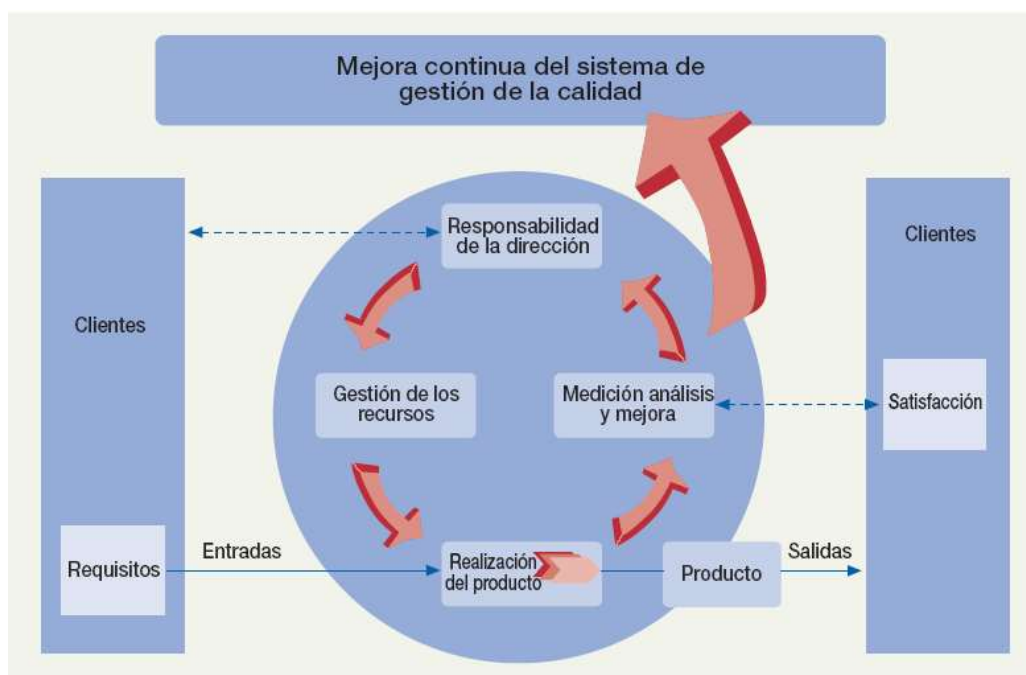 Mejora continua del sistema de
gestión de la calidad
Responsabilidad
de la dirección
Clientes
Clientes
Gestión de los
recursos
Medición análisis
y mejora
Satisfacción
Requisitos
Entradas
Realización
del producto
Producto
Salidas